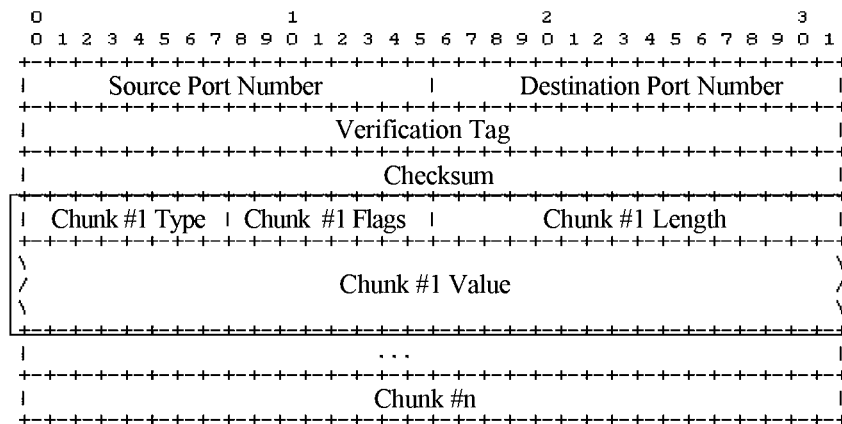 0 1 2 3
0 1 2 3 4 5 6 7 8 9 0 1 2 3 4 5 6 7 8 9 0 1 2 3 4 5 6 7 8 9 0 1
+-+-+-+-+-+-+-+-+-+-+-+-+-+-+-+-+-+-+-+-+-+-+-+-+-+-+-+-+-+-+-+-+
| Source Port Number | Destination Port Number |
+-+-+-+-+-+-+-+-+-+-+-+-+-+-+-+-+-+-+-+-+-+-+-+-+-+-+-+-+-+-+-+-+
| Verification Tag |
+-+-+-+-+-+-+-+-+-+-+-+-+-+-+-+-+-+-+-+-+-+-+-+-+-+-+-+-+-+-+-+-+
| Checksum |
+-+-+-+-+-+-+-+-+-+-+-+-+-+-+-+-+-+-+-+-+-+-+-+-+-+-+-+-+-+-+-+-+
| Chunk #1 Type | Chunk #1 Flags | Chunk #1 Length |
+-+-+-+-+-+-+-+-+-+-+-+-+-+-+-+-+-+-+-+-+-+-+-+-+-+-+-+-+-+-+-+-+
\ \
/ Chunk #1 Value /
\ \
+-+-+-+-+-+-+-+-+-+-+-+-+-+-+-+-+-+-+-+-+-+-+-+-+-+-+-+-+-+-+-+-+
| ... |
+-+-+-+-+-+-+-+-+-+-+-+-+-+-+-+-+-+-+-+-+-+-+-+-+-+-+-+-+-+-+-+-+
| Chunk #n |
+-+-+-+-+-+-+-+-+-+-+-+-+-+-+-+-+-+-+-+-+-+-+-+-+-+-+-+-+-+-+-+-+